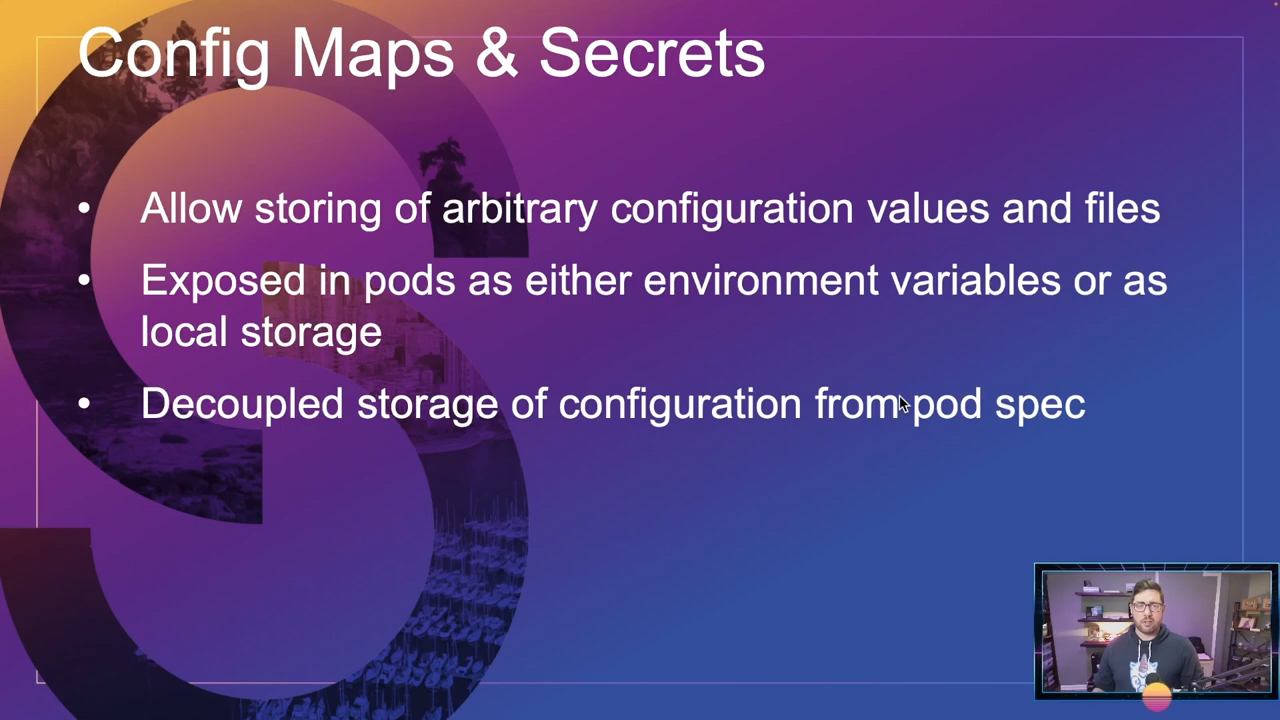 Config Maps & Secrets
• Allow storing of arbitrary configuration values and files
• Exposed in pods as either environment variables or as
local storage
• Decoupled storage of configuration from pod spec